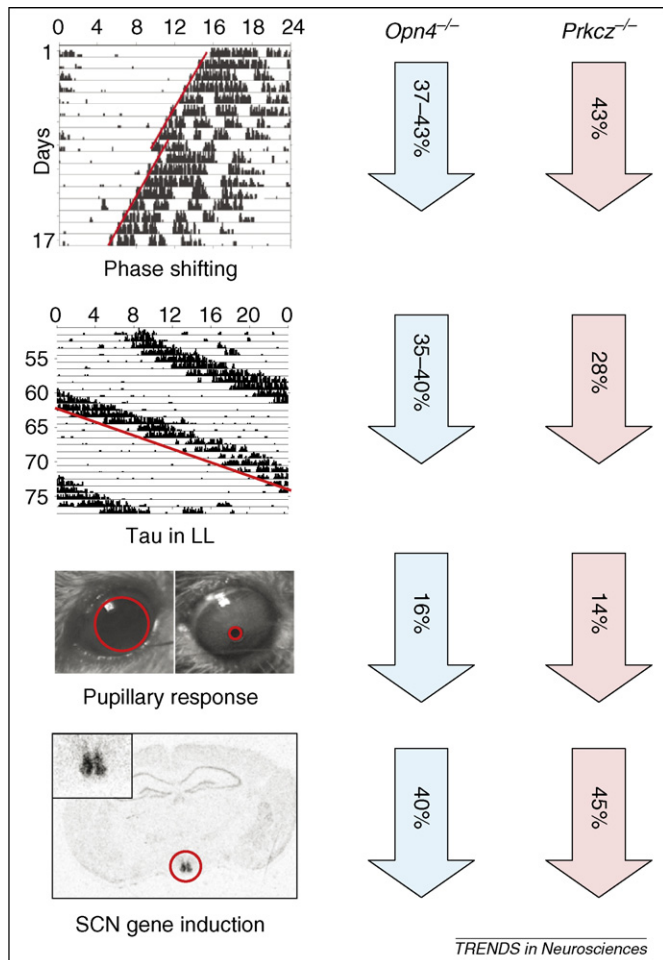 0 4 8 12 16 20 24
Opn4–/–
Prkcz–/–
1
Days
17
37–43%
43%
Phase shifting
0 4 8 12 16 20 0
55
60
65
70
75
35–40%
28%
Tau in LL
16%
14%
Pupillary response
40%
45%
SCN gene induction
TRENDS in Neurosciences